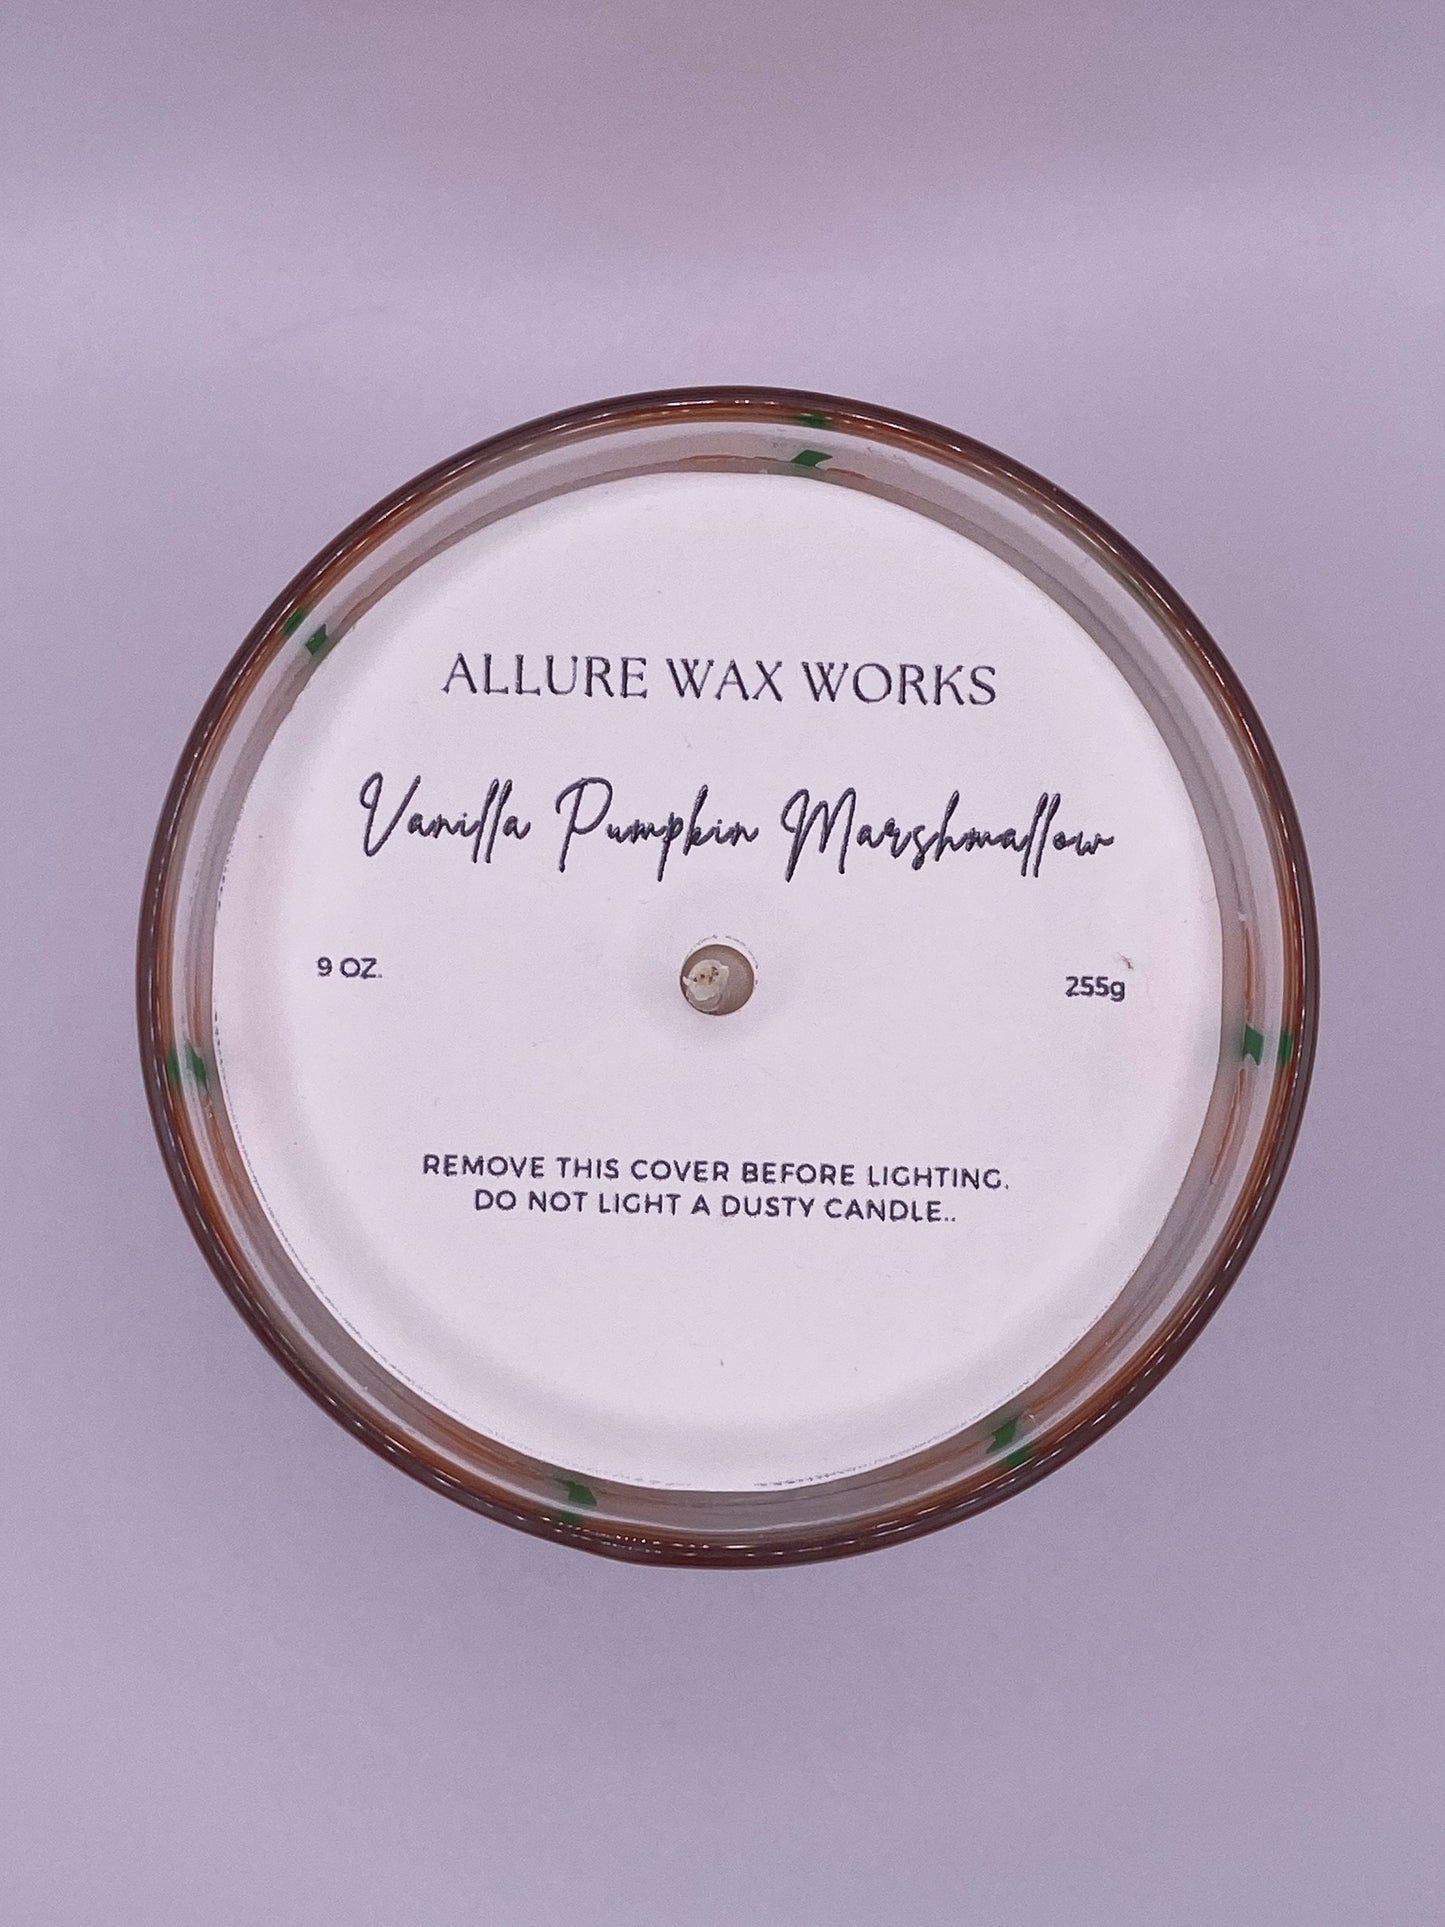 ALLURE WAX WORKS
Vanilla Pumpkin Marshmallow
9 OZ.
255g
REMOVE THIS COVER BEFORE LIGHTING.
DO NOT LIGHT A DUSTY CANDLE..